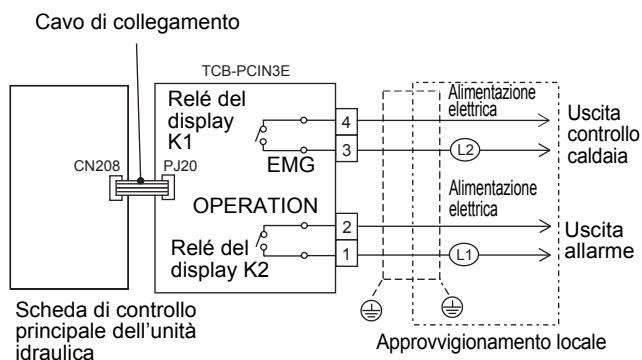 Cavo di collegamento
TCB-PCIN3E
Relé del
display
K1
EMG
CN208
PJ20
OPERATION
Relé del
display K2
4
3
2
1
Alimentazione
elettrica
L2
Uscita
controllo
caldaia
Alimentazione
elettrica
L1
Uscita
allarme
Scheda di controllo
principale dell'unità
idraulica
Approvvigionamento locale